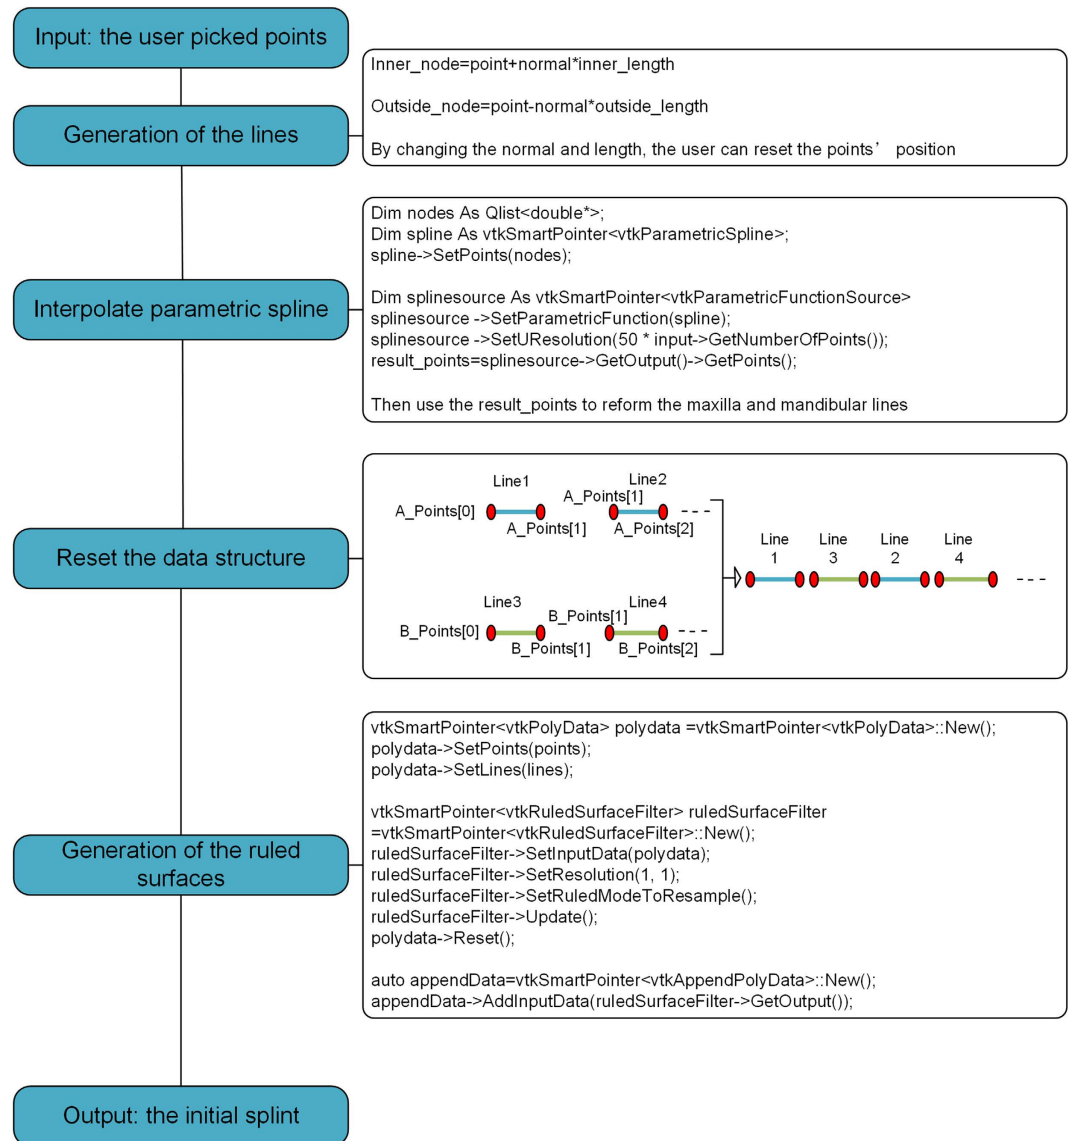 Input: the user picked points
Generation of the lines
Inner_node=point+normal*inner_length
Outside_node=point-normal*outside_length
By changing the normal and length, the user can reset the points’ position
Interpolate parametric spline
Dim nodes As Qlist<double*>;
Dim spline As vtkSmartPointer<vtkParametricSpline>;
spline->SetPoints(nodes);
Dim splinesource As vtkSmartPointer<vtkParametricFunctionSource>
splinesource ->SetParametricFunction(spline);
splinesource ->SetUResolution(50 * input->GetNumberOfPoints());
result_points=splinesource->GetOutput()->GetPoints();
Then use the result_points to reform the maxilla and mandibular lines
Reset the data structure
Line1
Line2
A_Points[0]
A_Points[1]
A_Points[1]
A_Points[2]
Line3
Line4
B_Points[0]
B_Points[1]
B_Points[1]
B_Points[2]
Line
1
Line
3
Line
2
Line
4
Generation of the ruled
surfaces
vtkSmartPointer<vtkPolyData> polydata =vtkSmartPointer<vtkPolyData>::New();
polydata->SetPoints(points);
polydata->SetLines(lines);
vtkSmartPointer<vtkRuledSurfaceFilter> ruledSurfaceFilter
=vtkSmartPointer<vtkRuledSurfaceFilter>::New();
ruledSurfaceFilter->SetInputData(polydata);
ruledSurfaceFilter->SetResolution(1, 1);
ruledSurfaceFilter->SetRuledModeToResample();
ruledSurfaceFilter->Update();
polydata->Reset();
auto appendData=vtkSmartPointer<vtkAppendPolyData>::New();
appendData->AddInputData(ruledSurfaceFilter->GetOutput());
Output: the initial splint